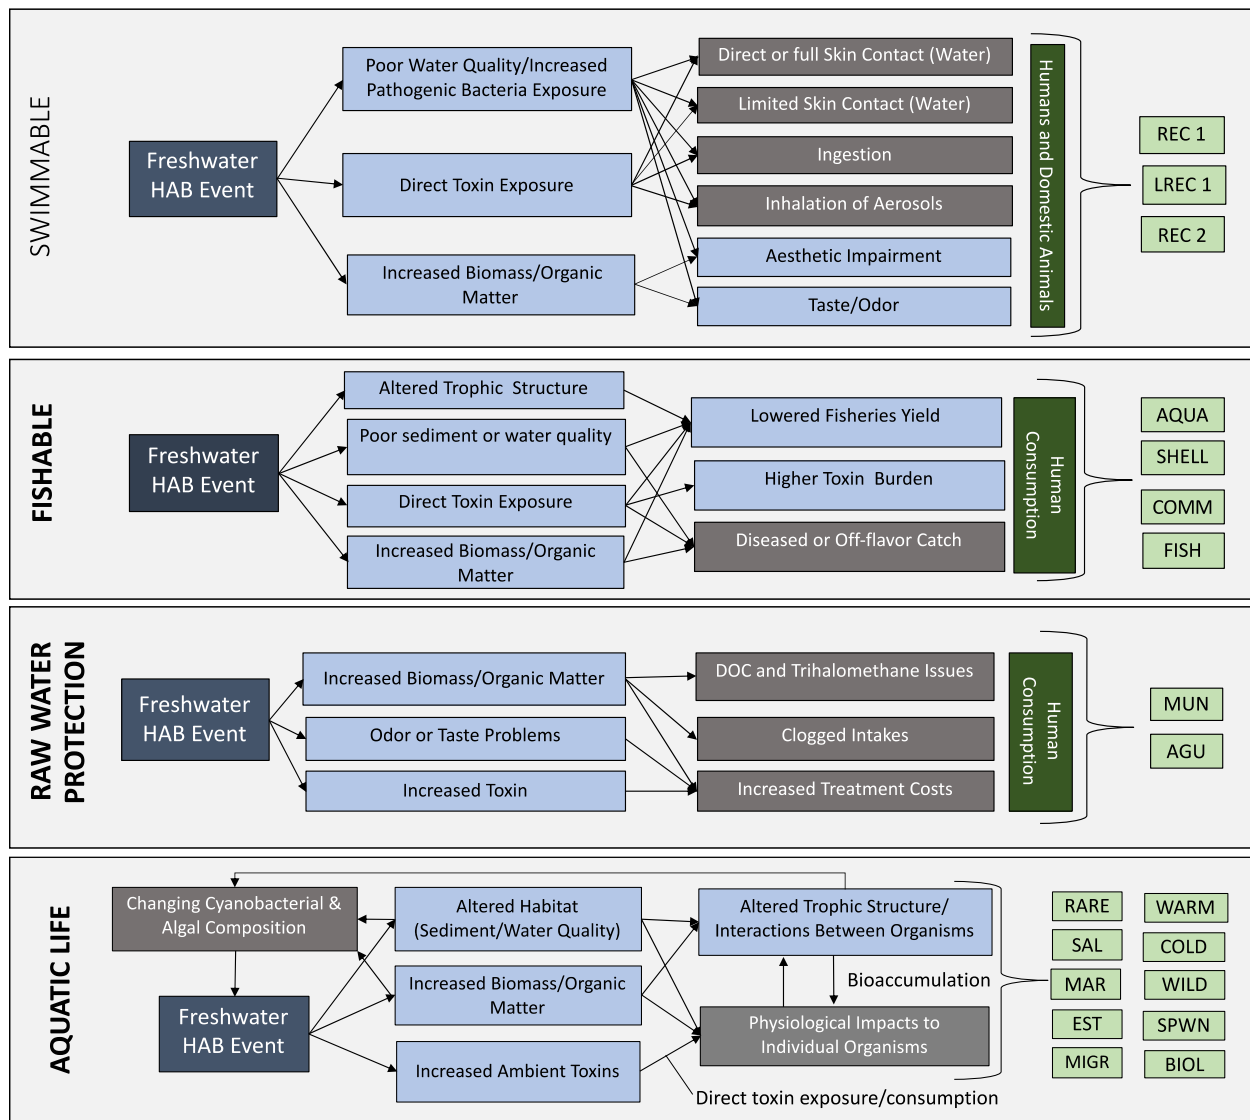 SWIMMABLE
Freshwater
HAB Event
Poor Water Quality/Increased
Pathogenic Bacteria Exposure
Direct Toxin Exposure
Increased Biomass/Organic
Matter
Direct or full Skin Contact (Water)
Limited Skin Contact (Water)
Ingestion
Inhalation of Aerosols
Aesthetic Impairment
Taste/Odor
Humans and Domestic Animals
REC 1
LREC 1
REC 2
FISHABLE
Freshwater
HAB Event
Altered Trophic Structure
Poor sediment or water quality
Direct Toxin Exposure
Increased Biomass/Organic
Matter
Lowered Fisheries Yield
Higher Toxin Burden
Diseased or Off-flavor Catch
Human
Consumption
AQUA
SHELL
COMM
FISH
RAW WATER
PROTECTION
Freshwater
HAB Event
Increased Biomass/Organic Matter
Odor or Taste Problems
Increased Toxin
DOC and Trihalomethane Issues
Clogged Intakes
Increased Treatment Costs
Human
Consumption
MUN
AGU
AQUATIC LIFE
Changing Cyanobacterial &
Algal Composition
Freshwater
HAB Event
Altered Habitat
(Sediment/Water Quality)
Increased Biomass/Organic
Matter
Increased Ambient Toxins
Altered Trophic Structure/
Interactions Between Organisms
Bioaccumulation
Physiological Impacts to
Individual Organisms
Direct toxin exposure/consumption
RARE
WARM
SAL
COLD
MAR
WILD
EST
SPWN
MIGR
BIOL